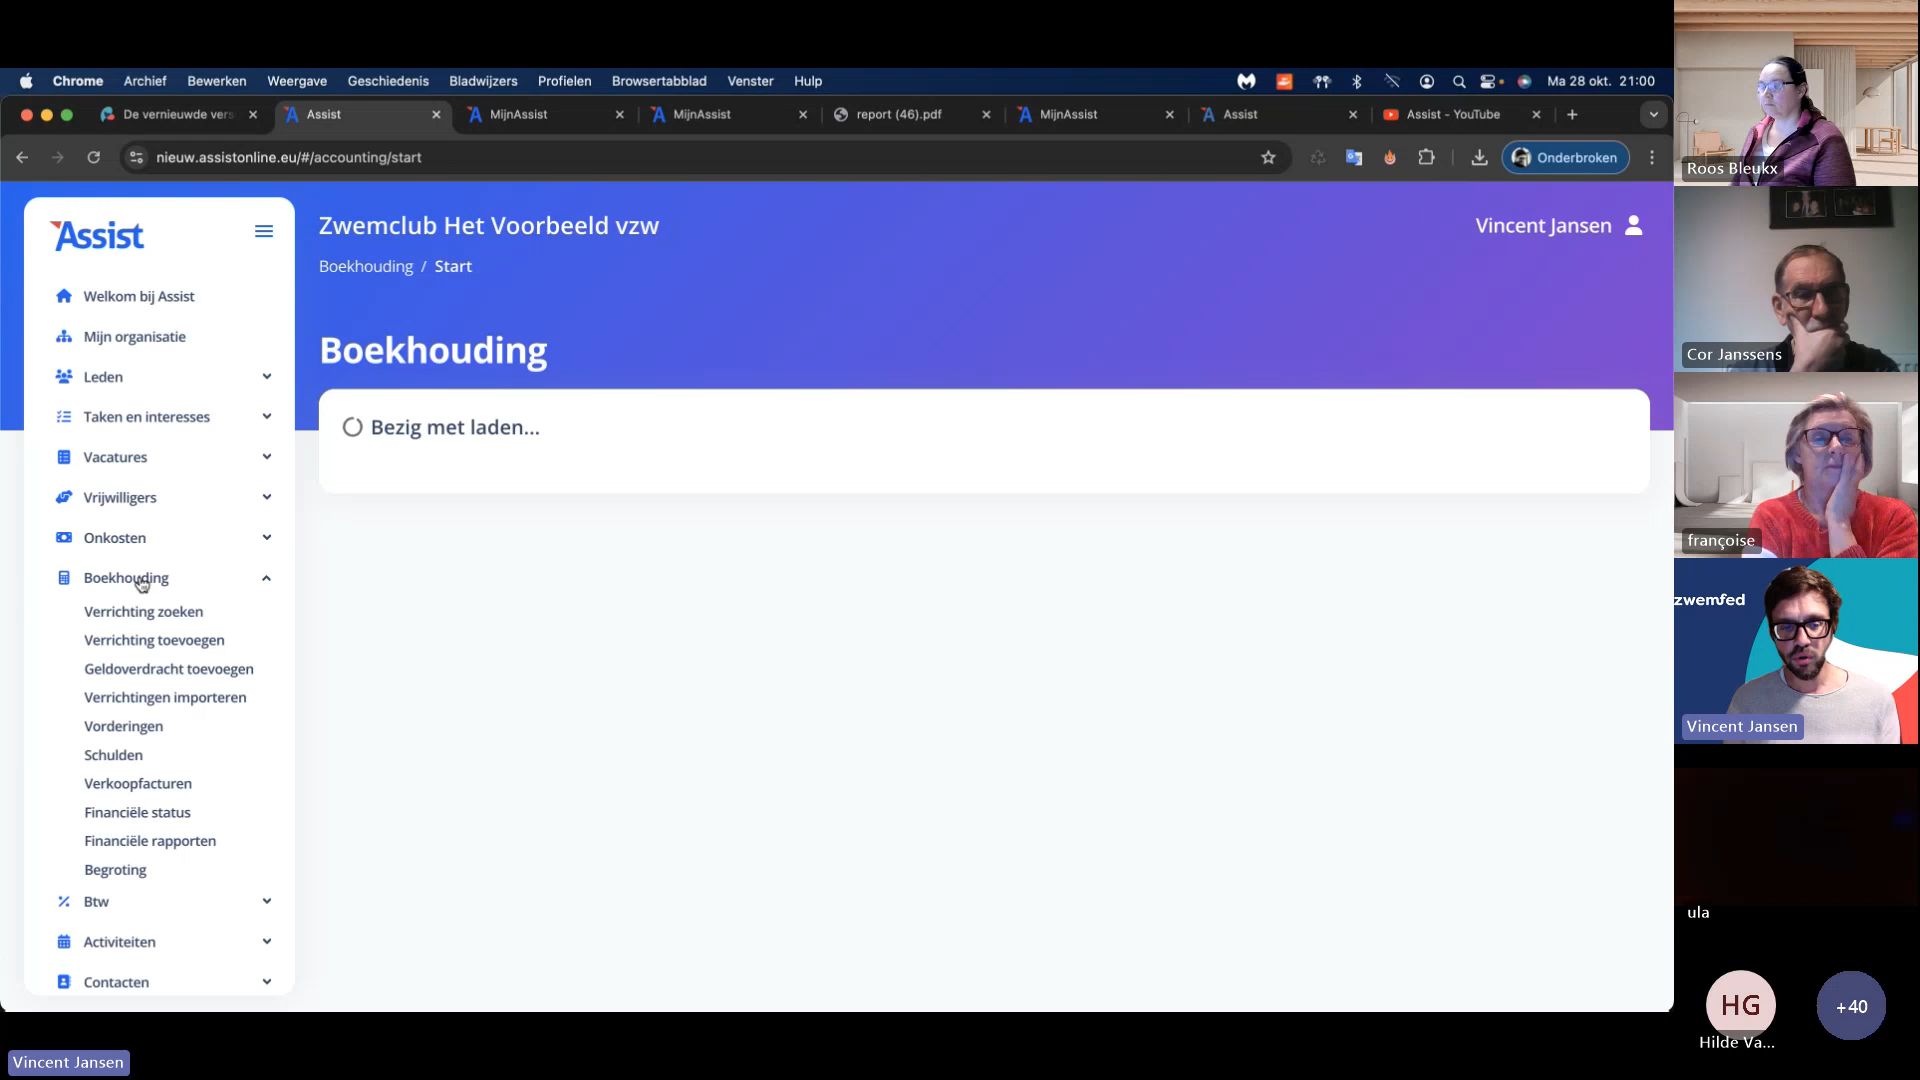 Chrome Archief Bewerken Weergave Geschiedenis Bladwijzers Profielen Browsertabblad Venster Hulp Ma 28 okt. 21:00
De vernieuwde vers Assist MijnAssist MijnAssist report (46).pdf MijnAssist Assist Assist - YouTube
nieuw.assistonline.eu/#/accounting/start Onderbroken
Assist
Zwemclub Het Voorbeeld vzw
Vincent Jansen
Boekhouding / Start
Welkom bij Assist
Mijn organisatie
Leden
Taken en interesses
Vacatures
Vrijwilligers
Onkosten
Boekhouding
Verrichting zoeken
Verrichting toevoegen
Geldoverdracht toevoegen
Verrichtingen importeren
Vorderingen
Schulden
Verkoopfacturen
Financiële status
Financiële rapporten
Begroting
Btw
Activiteiten
Contacten
Boekhouding
Bezig met laden...
Roos Bleukx
Cor Janssens
françoise
zwemfed
Vincent Jansen
ula
HG
Hilde Va...
+40
Vincent Jansen